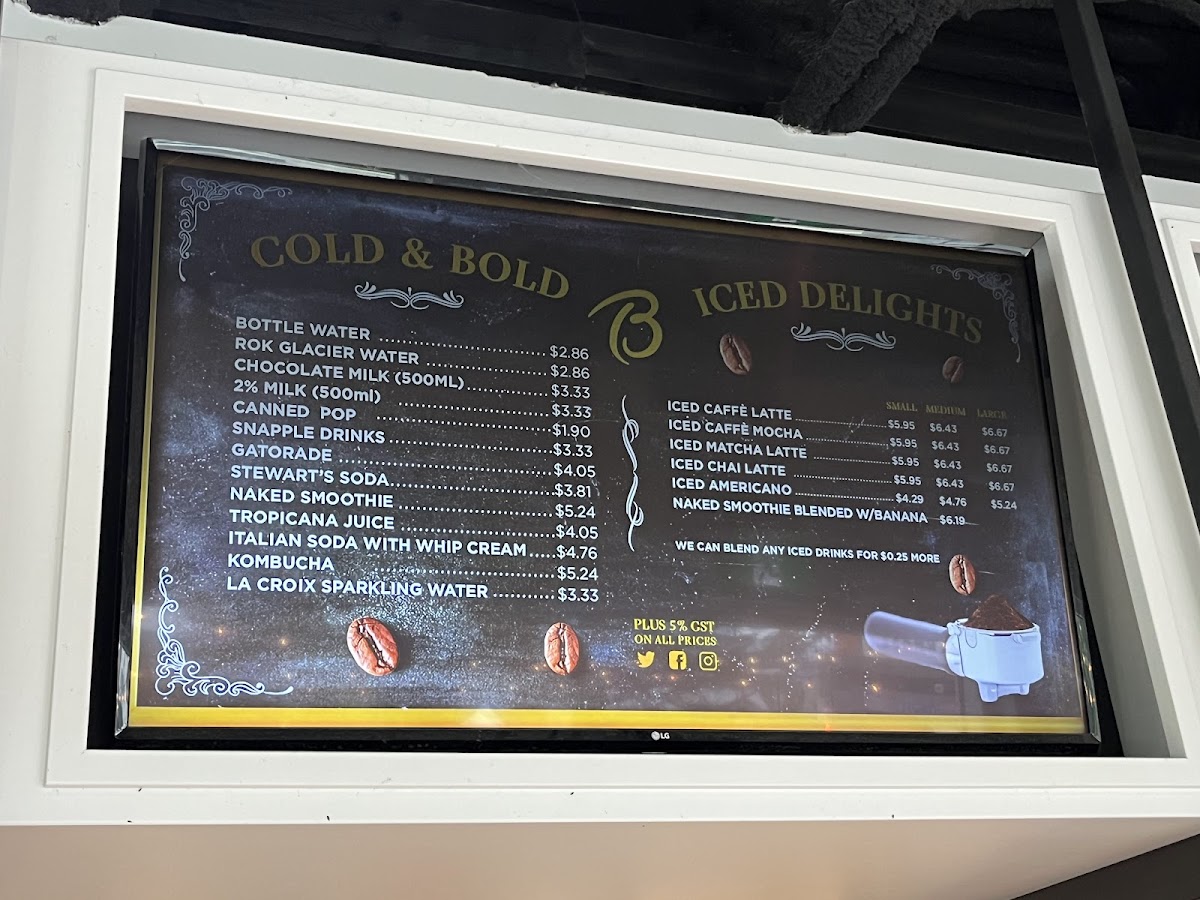 COLD & BOLD
BOTTLE WATER ........ $2.86
ROK GLACIER WATER ........ $2.86
CHOCOLATE MILK (500ML) ........ $3.33
2% MILK (500ml) ........ $3.33
CANNED POP ........ $1.90
SNAPPLE DRINKS ........ $3.33
GATORADE ........ $4.05
STEWART'S SODA ........ $3.81
NAKED SMOOTHIE ........ $5.24
TROPICANA JUICE ........ $4.05
ITALIAN SODA WITH WHIP CREAM ..... $4.76
KOMBUCHA ........ $5.24
LA CROIX SPARKLING WATER ........ $3.33
B
ICED DELIGHTS
SMALL MEDIUM LARGE
ICED CAFFÈ LATTE ........ $5.95 $6.43 $6.67
ICED CAFFÈ MOCHA ........ $5.95 $6.43 $6.67
ICED MATCHA LATTE ........ $5.95 $6.43 $6.67
ICED CHAI LATTE ........ $5.95 $6.43 $6.67
ICED AMERICANO ........ $4.29 $4.76 $5.24
NAKED SMOOTHIE BLENDED W/BANANA $6.19
WE CAN BLEND ANY ICED DRINKS FOR $0.25 MORE
PLUS 5% GST
ON ALL PRICES
LG